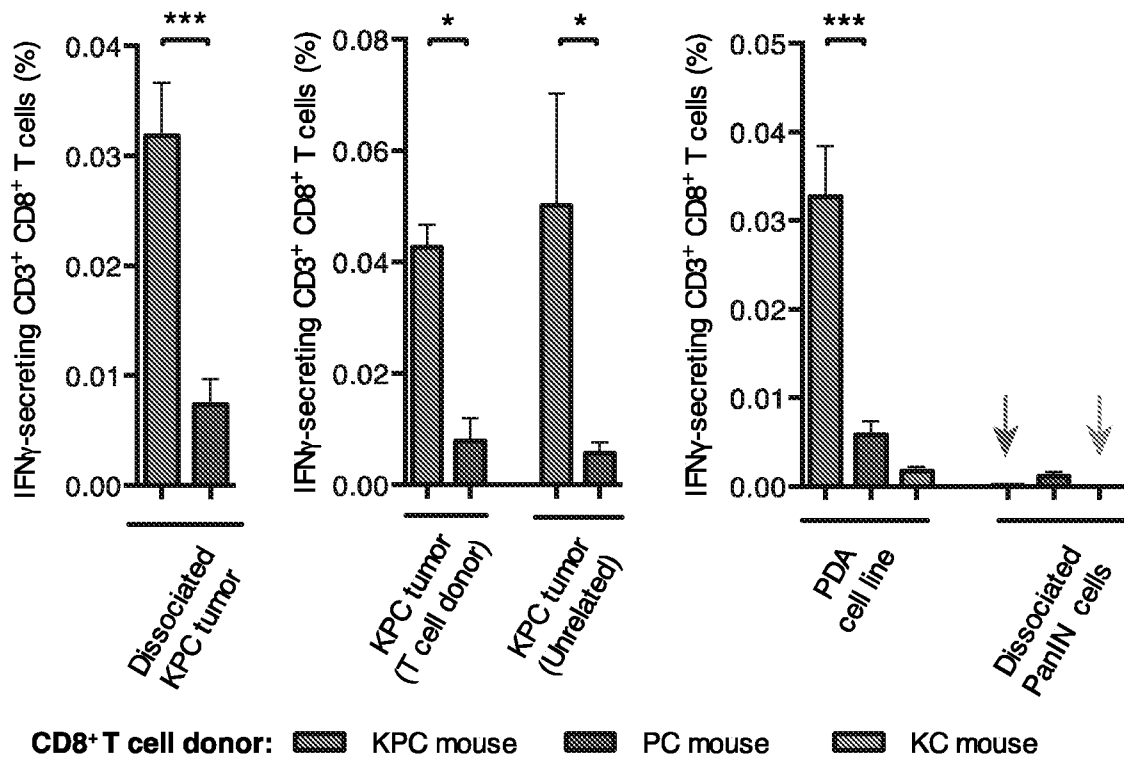 IFNγ-secreting CD3⁺ CD8⁺ T cells (%)
0.04
0.03
0.02
0.01
0.00
***
Dissociated
KPC tumor
IFNγ-secreting CD3⁺ CD8⁺ T cells (%)
0.08
0.06
0.04
0.02
0.00
*
*
KPC tumor
(T cell donor)
KPC tumor
(Unrelated)
IFNγ-secreting CD3⁺ CD8⁺ T cells (%)
0.05
0.04
0.03
0.02
0.01
0.00
***
PDA
cell line
Dissociated
PanIN cells
CD8⁺ T cell donor: KPC mouse PC mouse KC mouse